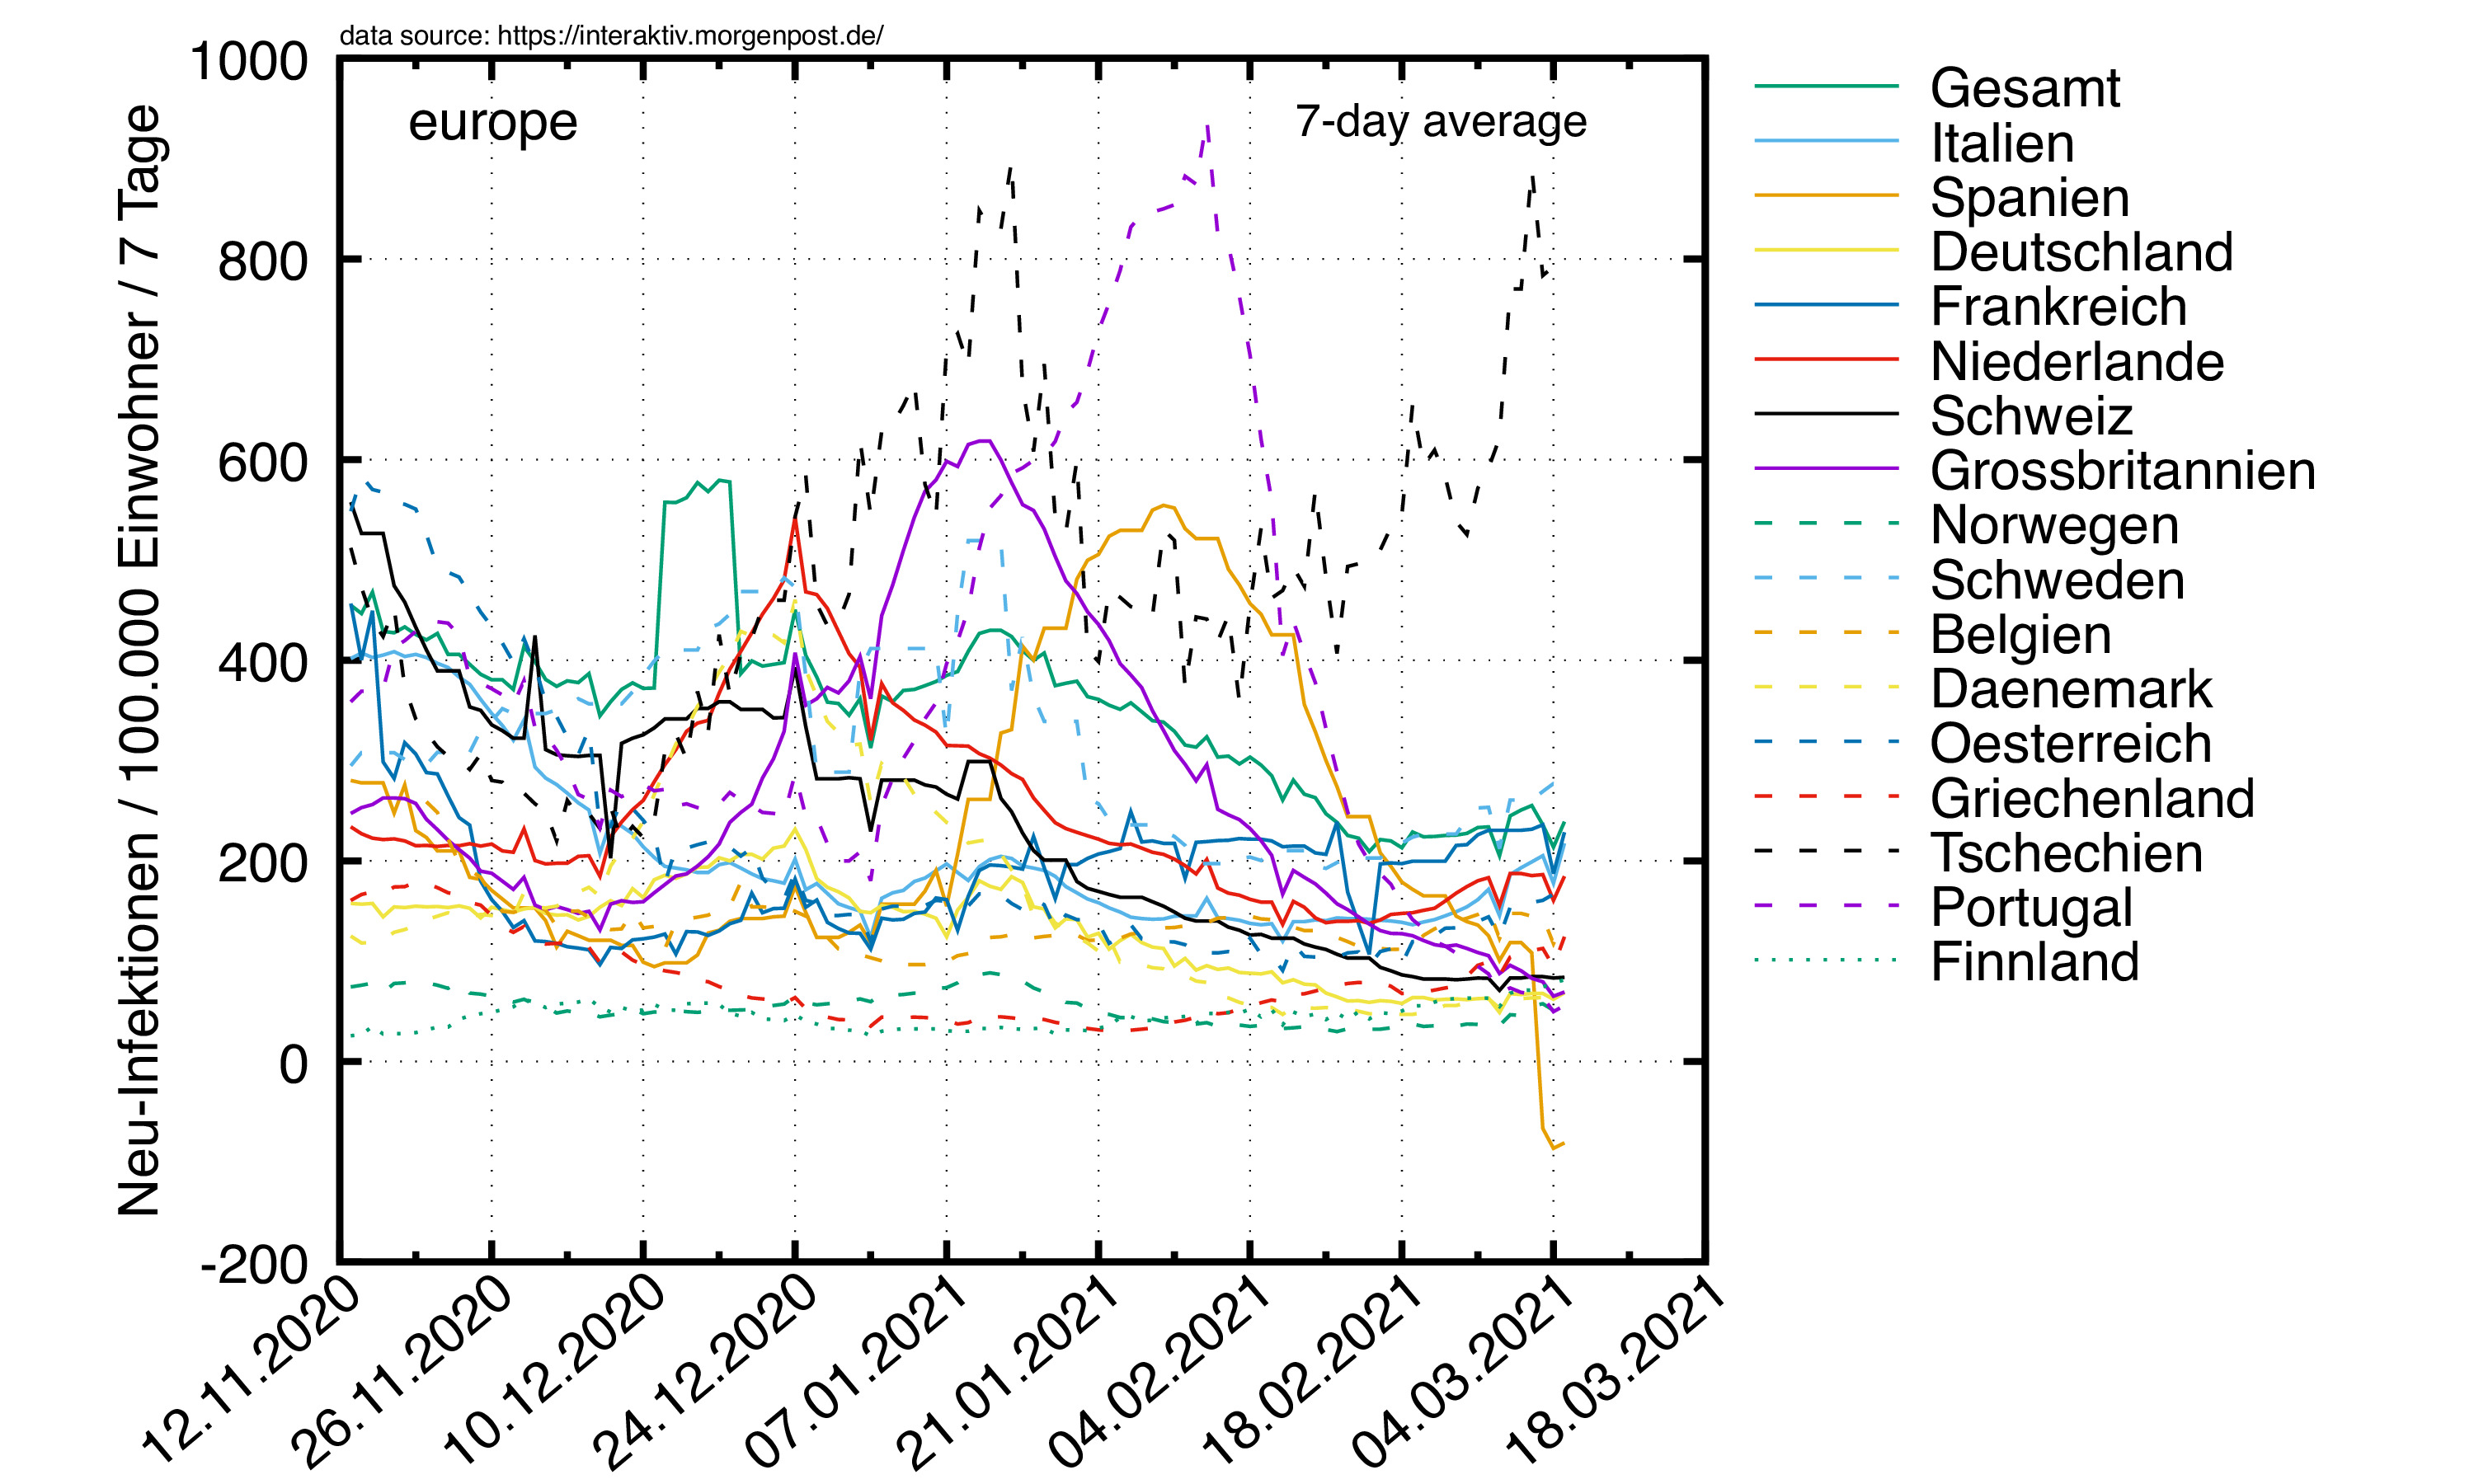 data source: https://interaktiv.morgenpost.de/
europe
7-day average
Neu-Infektionen / 100.000 Einwohner / 7 Tage
1000
800
600
400
200
0
-200
12.11.2020
26.11.2020
10.12.2020
24.12.2020
07.01.2021
21.01.2021
04.02.2021
18.02.2021
04.03.2021
18.03.2021
Gesamt
Italien
Spanien
Deutschland
Frankreich
Niederlande
Schweiz
Grossbritannien
Norwegen
Schweden
Belgien
Daenemark
Oesterreich
Griechenland
Tschechien
Portugal
Finnland